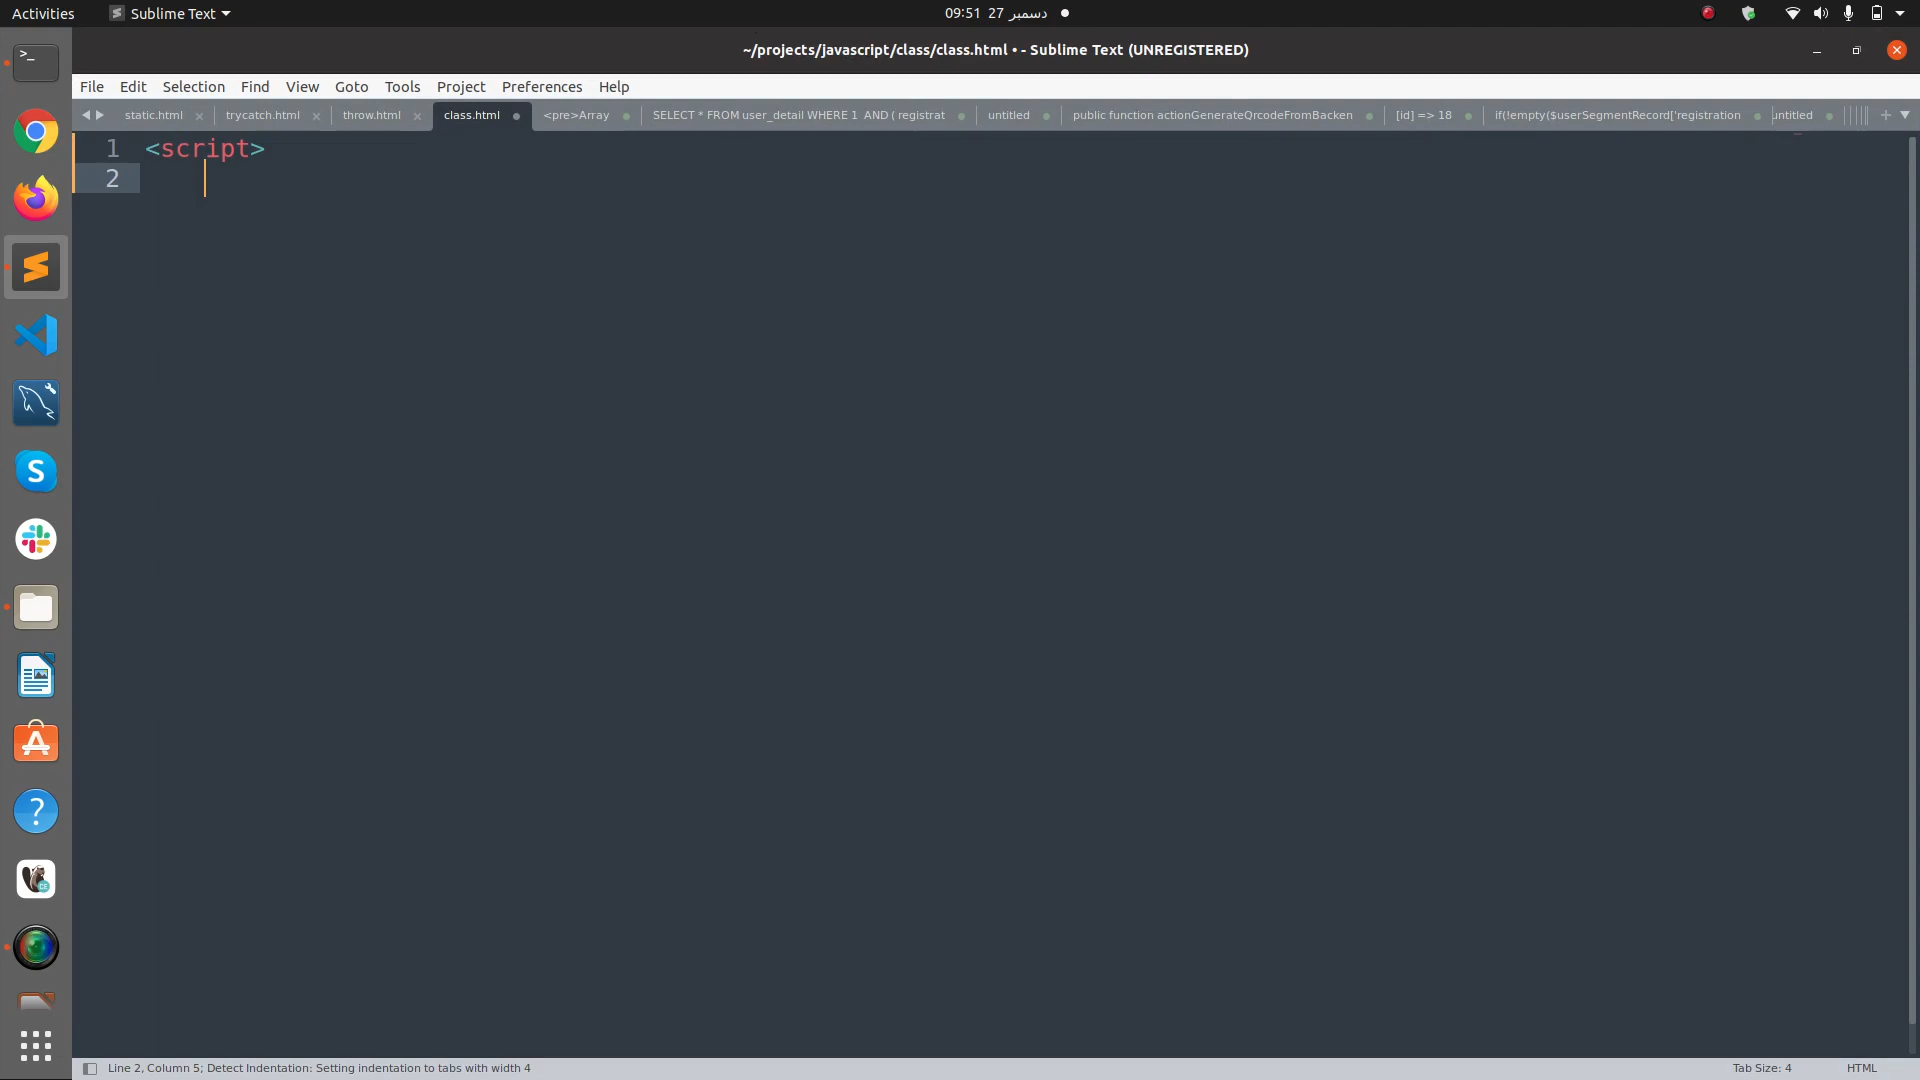 Activities
Sublime Text
09:51 27 دسمبر
~/projects/javascript/class/class.html • - Sublime Text (UNREGISTERED)
File Edit Selection Find View Goto Tools Project Preferences Help
static.html
trycatch.html
throw.html
class.html
<pre>Array
SELECT * FROM user_detail WHERE 1 AND ( registrat
untitled
public function actionGenerateQrcodeFromBacken
[id] => 18
if(!empty($userSegmentRecord['registration
untitled
1 <script>
2
Line 2, Column 5; Detect Indentation: Setting indentation to tabs with width 4
Tab Size: 4
HTML